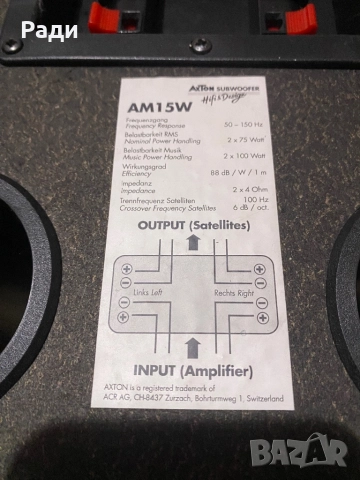 Ради
AXTON SUBWOOFER
Hifi & Design
AM15W
Frequenzgang
Frequency Response 50 – 150 Hz
Belastbarkeit RMS
Nominal Power Handling 2 x 75 Watt
Belastbarkeit Musik
Music Power Handling 2 x 100 Watt
Wirkungsgrad
Efficiency 88 dB / W / 1 m
Impedanz
Impedance 2 x 4 Ohm
Trennfrequenz Satelliten 100 Hz
Crossover Frequency Satellites 6 dB / oct.
OUTPUT (Satellites)
Links Left Rechts Right
INPUT (Amplifier)
AXTON is a registered trademark of
ACR AG, CH-8437 Zurzach, Bohrturmweg 1, Switzerland
BAZAR
bg